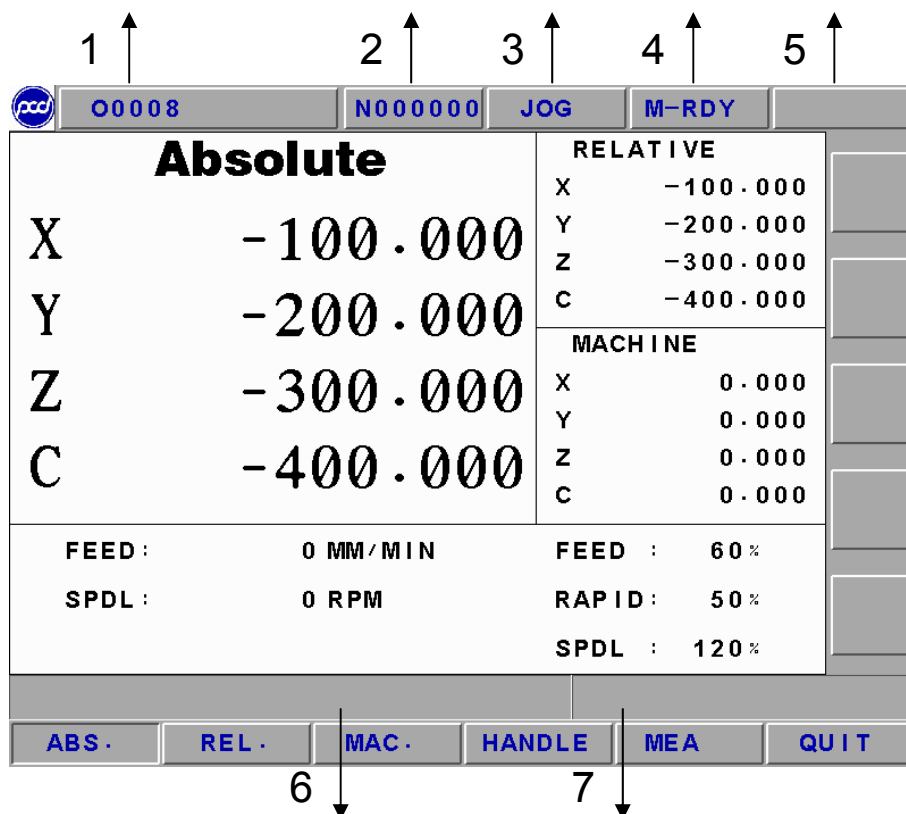 1 2 3 4 5
pcd O0008 N000000 JOG M-RDY
Absolute
X -100.000
Y -200.000
Z -300.000
C -400.000
RELATIVE
X -100.000
Y -200.000
Z -300.000
C -400.000
MACHINE
X 0.000
Y 0.000
Z 0.000
C 0.000
FEED: 0 MM/MIN
SPDL: 0 RPM
FEED : 60%
RAPID: 50%
SPDL : 120%
ABS. REL. MAC. HANDLE MEA QUIT
6 7